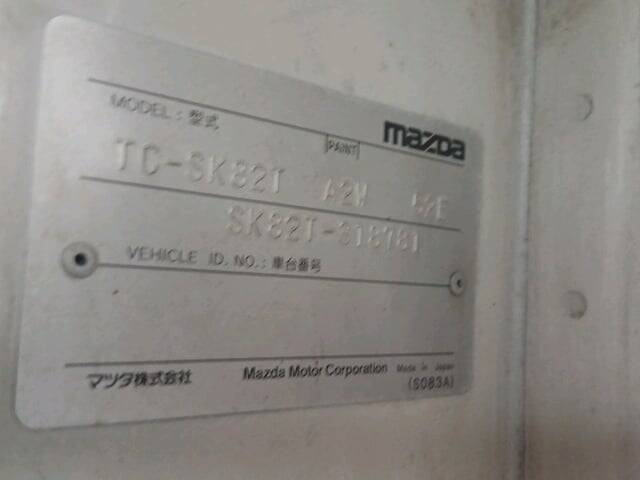 mazda
MODEL : 型式
PAINT
TC-SK82T A2W
SK82T-318781
VEHICLE ID. NO. : 車台番号
マツダ株式会社 Mazda Motor Corporation Made in Japan
(S083A)